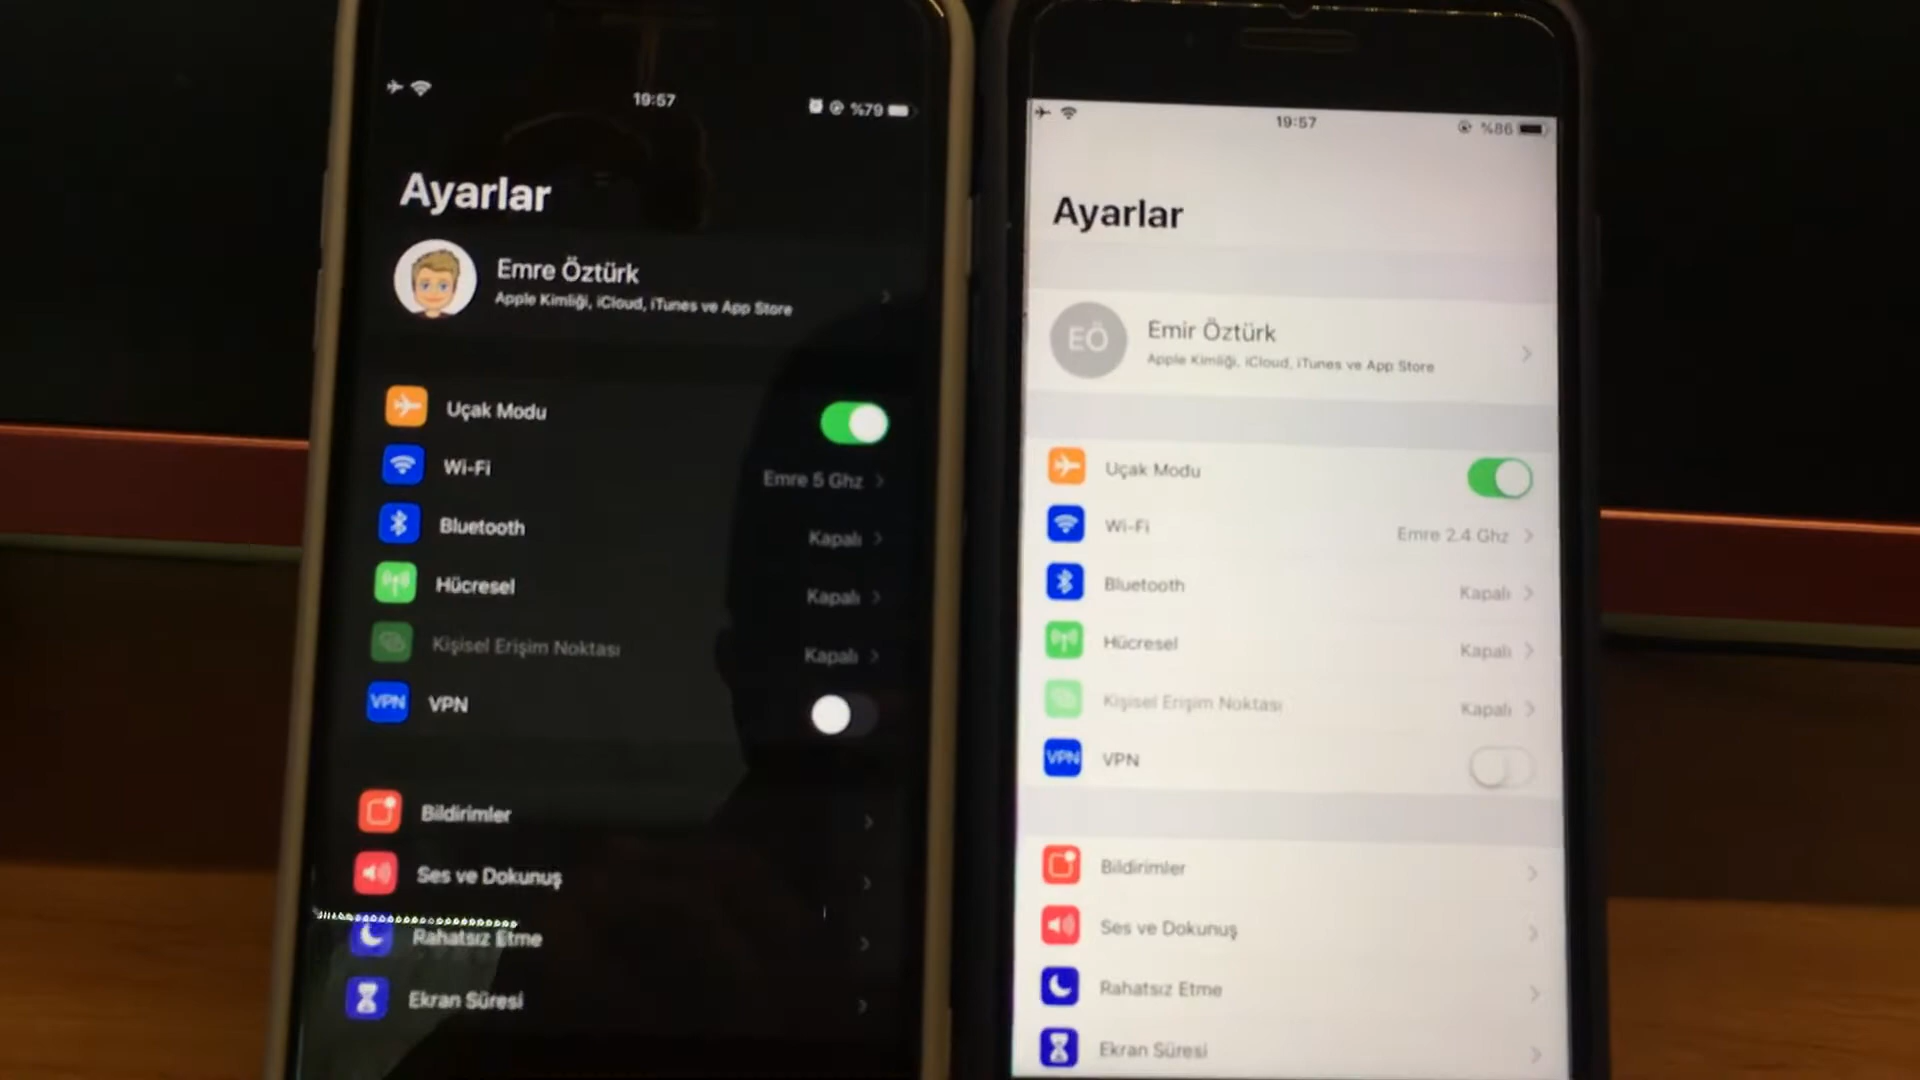 19:57
%79
Ayarlar
Emre Öztürk
Apple Kimliği, iCloud, iTunes ve App Store
Uçak Modu
Wi-Fi
Emre 5 Ghz
Bluetooth
Kapalı
Hücresel
Kapalı
Kişisel Erişim Noktası
Kapalı
VPN
VPN
Bildirimler
Ses ve Dokunuş
Rahatsız Etme
Ekran Süresi
19:57
%86
Ayarlar
EÖ
Emir Öztürk
Apple Kimliği, iCloud, iTunes ve App Store
Uçak Modu
Wi-Fi
Emre 2.4 Ghz
Bluetooth
Kapalı
Hücresel
Kapalı
Kişisel Erişim Noktası
Kapalı
VPN
VPN
Bildirimler
Ses ve Dokunuş
Rahatsız Etme
Ekran Süresi